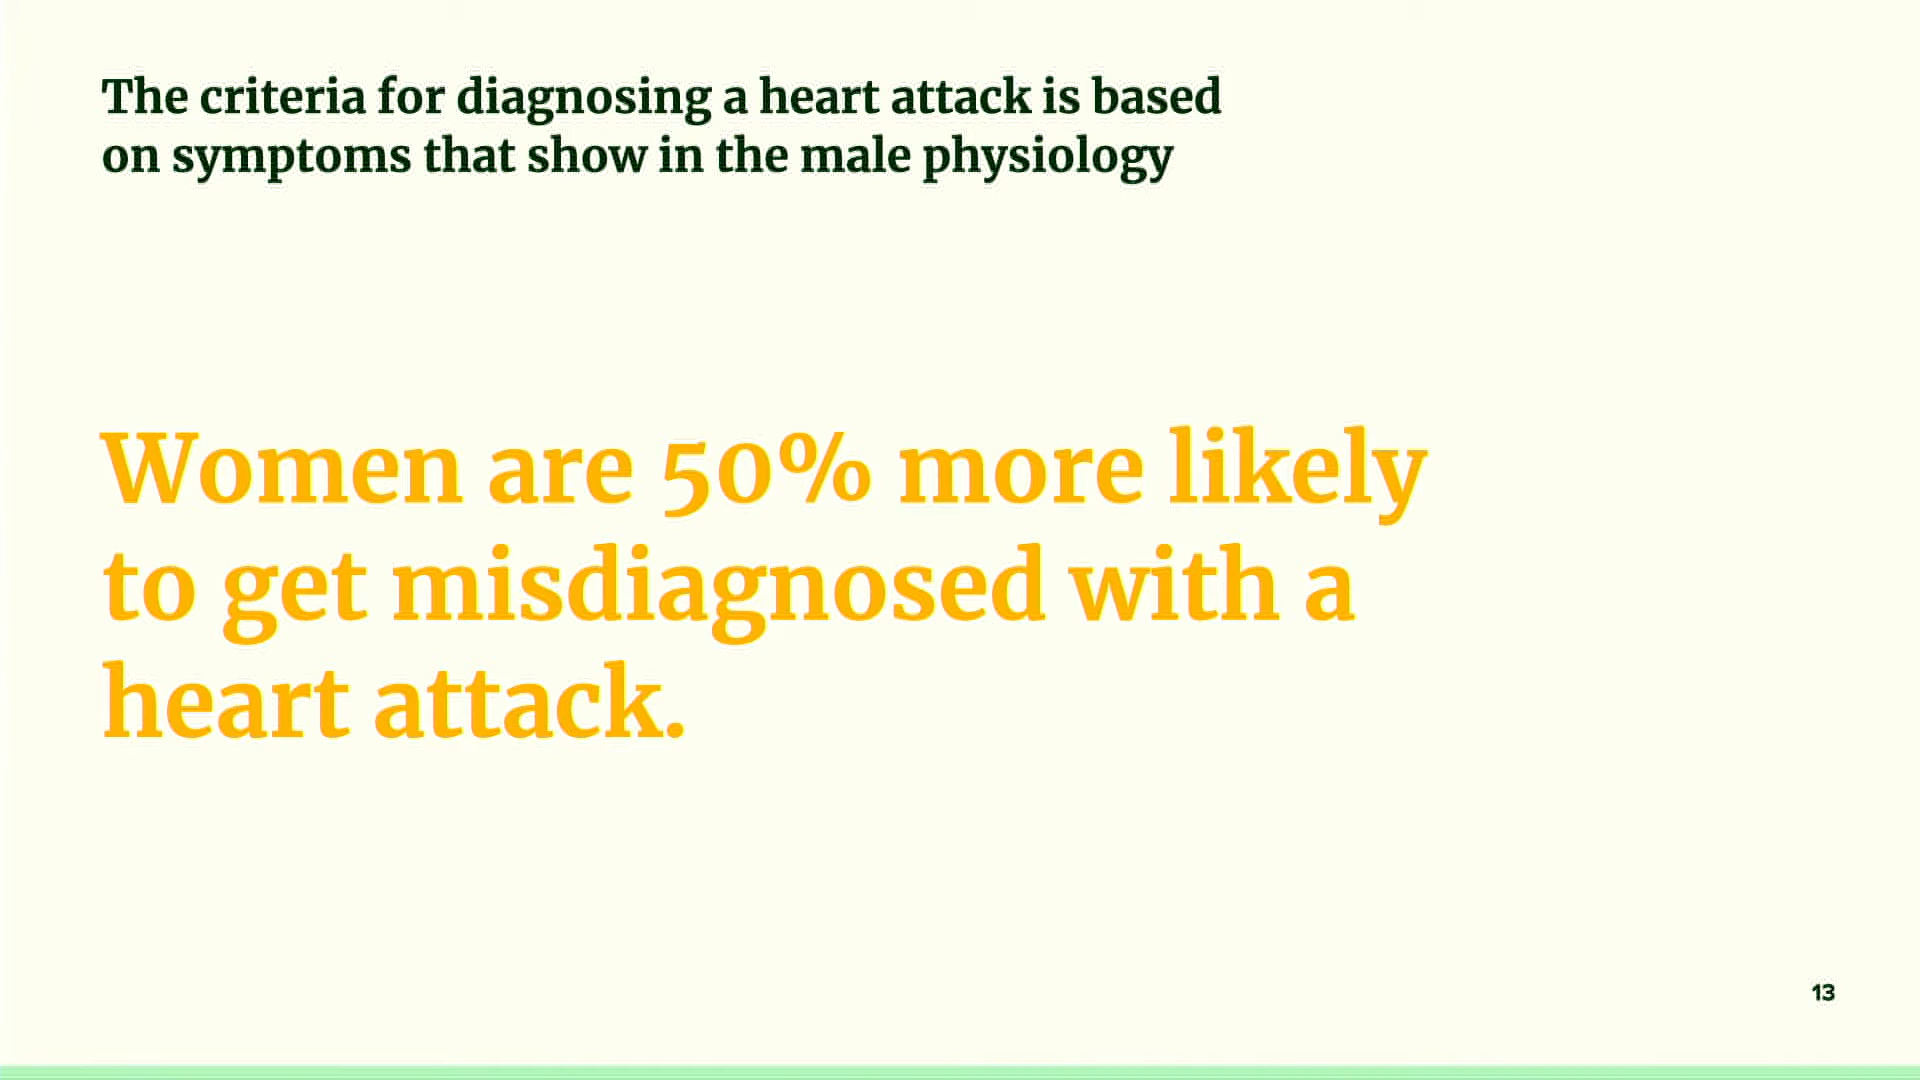 The criteria for diagnosing a heart attack is based
on symptoms that show in the male physiology
Women are 50% more likely
to get misdiagnosed with a
heart attack.
13